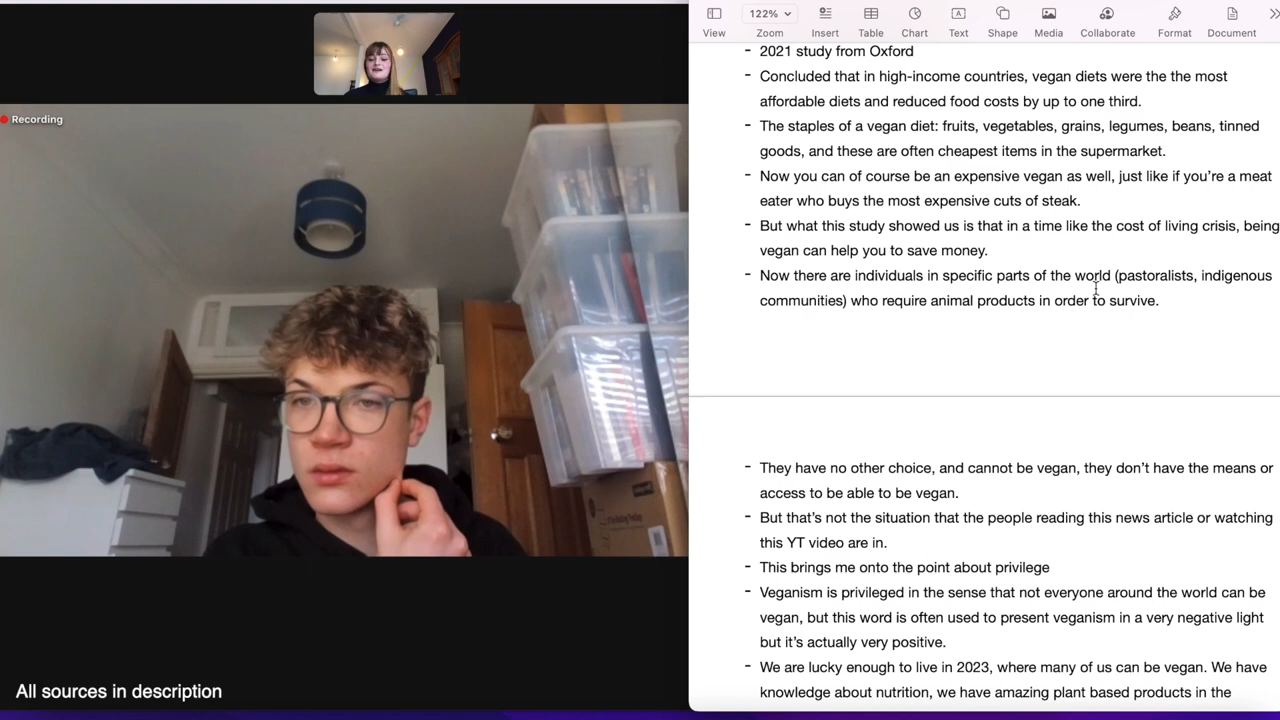 Recording
All sources in description
122%
View
Zoom
Insert
Table
Chart
Text
Shape
Media
Collaborate
Format
Document
- 2021 study from Oxford
- Concluded that in high-income countries, vegan diets were the the most
affordable diets and reduced food costs by up to one third.
- The staples of a vegan diet: fruits, vegetables, grains, legumes, beans, tinned
goods, and these are often cheapest items in the supermarket.
- Now you can of course be an expensive vegan as well, just like if you’re a meat
eater who buys the most expensive cuts of steak.
- But what this study showed us is that in a time like the cost of living crisis, being
vegan can help you to save money.
- Now there are individuals in specific parts of the world (pastoralists, indigenous
communities) who require animal products in order to survive.
- They have no other choice, and cannot be vegan, they don’t have the means or
access to be able to be vegan.
- But that’s not the situation that the people reading this news article or watching
this YT video are in.
- This brings me onto the point about privilege
- Veganism is privileged in the sense that not everyone around the world can be
vegan, but this word is often used to present veganism in a very negative light
but it’s actually very positive.
- We are lucky enough to live in 2023, where many of us can be vegan. We have
knowledge about nutrition, we have amazing plant based products in the